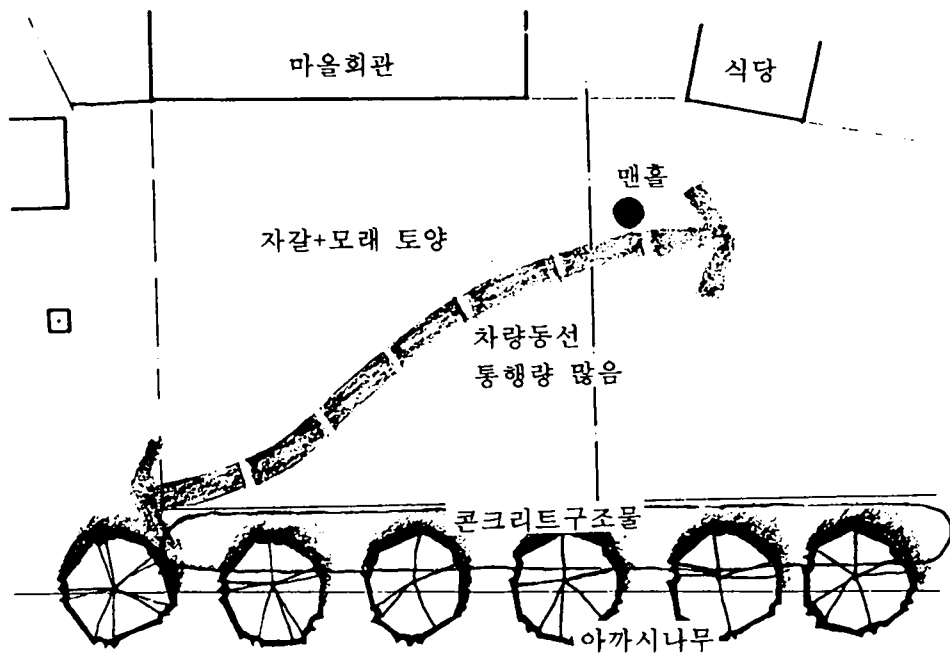 마을회관
식당
맨홀
자갈+모래 토양
차량동선
통행량 많음
콘크리트구조물
아까시나무